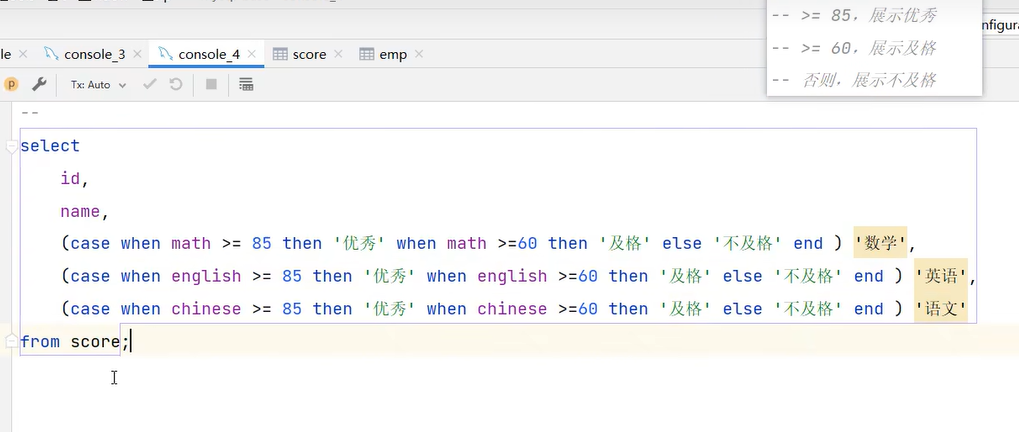 -- >= 85，展示优秀
-- >= 60，展示及格
-- 否则，展示不及格
le
console_3
console_4
score
emp
P
Tx: Auto
--
select
id,
name,
(case when math >= 85 then '优秀' when math >=60 then '及格' else '不及格' end ) '数学',
(case when english >= 85 then '优秀' when english >=60 then '及格' else '不及格' end ) '英语',
(case when chinese >= 85 then '优秀' when chinese >=60 then '及格' else '不及格' end ) '语文'
from score;